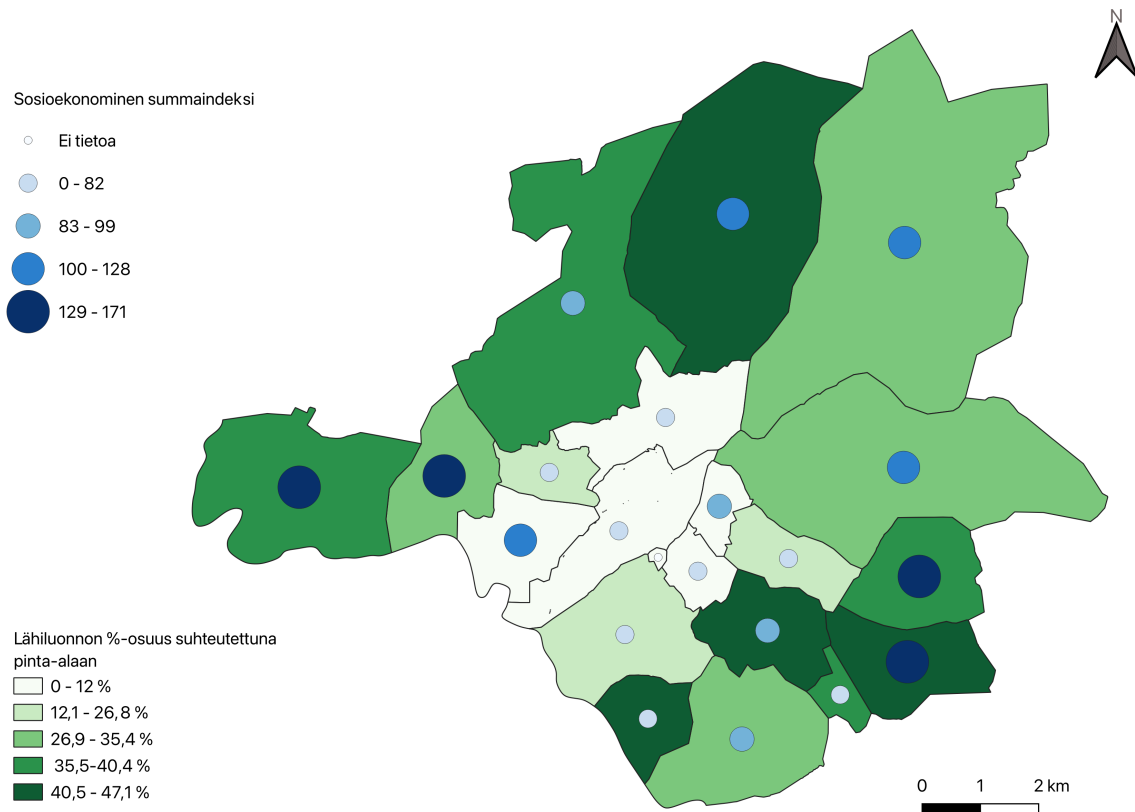 N
Sosioekonominen summaindeksi
Ei tietoa
0 - 82
83 - 99
100 - 128
129 - 171
Lähiluonnon %-osuus suhteutettuna
pinta-alaan
0 - 12 %
12,1 - 26,8 %
26,9 - 35,4 %
35,5-40,4 %
40,5 - 47,1 %
0 1 2 km